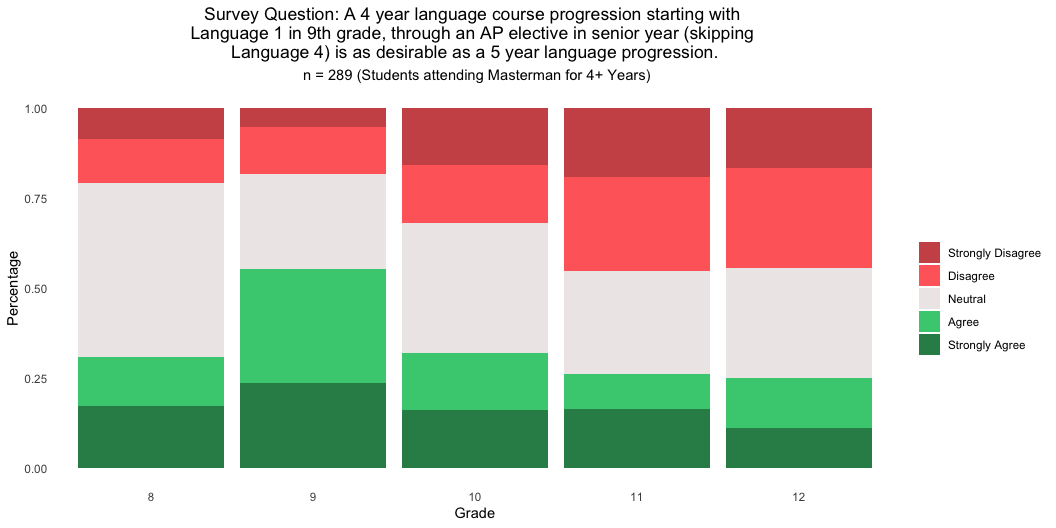 Survey Question: A 4 year language course progression starting with
Language 1 in 9th grade, through an AP elective in senior year (skipping
Language 4) is as desirable as a 5 year language progression.
n = 289 (Students attending Masterman for 4+ Years)
1.00
0.75
0.50
0.25
0.00
Percentage
8 9 10 11 12
Grade
Strongly Disagree
Disagree
Neutral
Agree
Strongly Agree